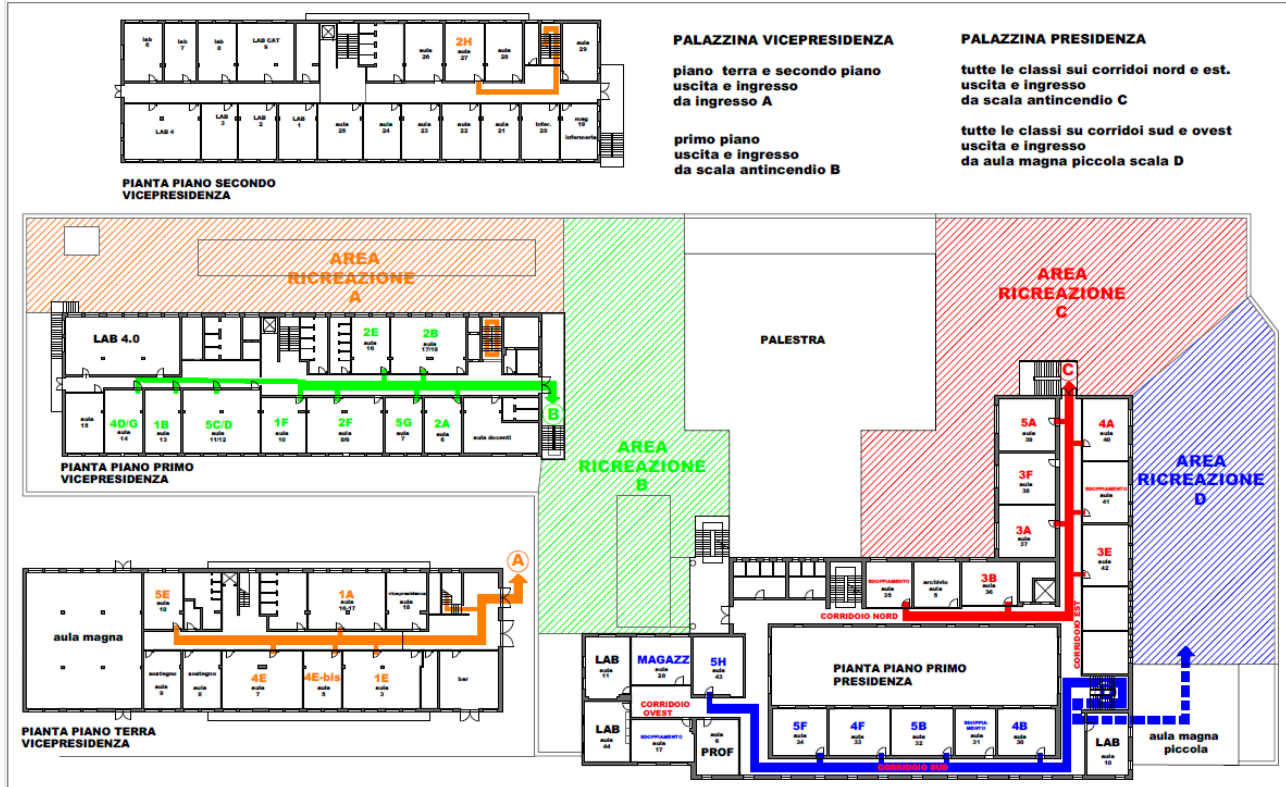 lab
6
lab
7
lab
8
LAB CAT
9
aula
26
2H
aula
27
aula
28
aula
29
LAB 4
LAB
3
LAB
2
LAB
1
aula
25
aula
24
aula
23
aula
22
aula
21
infer.
20
mag
19
infermeria
PIANTA PIANO SECONDO
VICEPRESIDENZA
PALAZZINA VICEPRESIDENZA
piano terra e secondo piano
uscita e ingresso
da ingresso A
primo piano
uscita e ingresso
da scala antincendio B
PALAZZINA PRESIDENZA
tutte le classi sui corridoi nord e est.
uscita e ingresso
da scala antincendio C
tutte le classi su corridoi sud e ovest
uscita e ingresso
da aula magna piccola scala D
AREA
RICREAZIONE
A
LAB 4.0
2E
aula
16
2B
aula
17/18
aula
15
4D/G
aula
14
1B
aula
13
5C/D
aula
11/12
1F
aula
10
2F
aula
8/9
5G
aula
7
2A
aula
6
aula docenti
B
PIANTA PIANO PRIMO
VICEPRESIDENZA
AREA
RICREAZIONE
B
PALESTRA
AREA
RICREAZIONE
C
AREA
RICREAZIONE
D
C
5A
aula
39
4A
aula
40
3F
aula
38
SDOPPIAMENTO
aula
41
3A
aula
37
3E
aula
42
A
5E
aula
10
1A
aula
16-17
vicepresidenza
aula
18
aula magna
sostegno
aula
9
sostegno
aula
8
4E
aula
7
4E-bis
aula
5
1E
aula
3
bar
PIANTA PIANO TERRA
VICEPRESIDENZA
SDOPPIAMENTO
aula
35
archivio
aula
5
3B
aula
36
CORRIDOIO NORD
CORRIDOIO EST
LAB
aula
11
MAGAZZ
aula
28
5H
aula
43
PIANTA PIANO PRIMO
PRESIDENZA
CORRIDOIO
OVEST
LAB
aula
44
SDOPPIAMENTO
aula
17
aula
6
PROF
5F
aula
34
4F
aula
33
5B
aula
32
SDOPPIA-
MENTO
aula
31
4B
aula
30
LAB
aula
18
CORRIDOIO SUD
aula magna
piccola